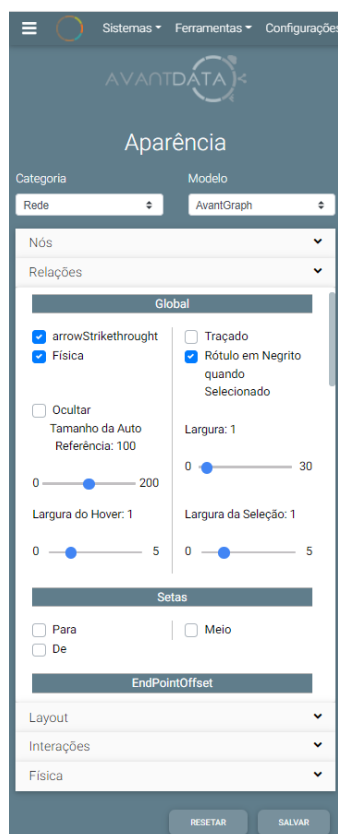 Sistemas Ferramentas Configurações
AVANTDATA
Aparência
Categoria Modelo
Rede AvantGraph
Nós
Relações
Global
arrowStrikethrought Traçado
Física Rótulo em Negrito
quando
Selecionado
Ocultar
Tamanho da Auto Largura: 1
Referência: 100
0 30
0 200
Largura do Hover: 1 Largura da Seleção: 1
0 5 0 5
Setas
Para Meio
De
EndPointOffset
Layout
Interações
Física
RESETAR SALVAR